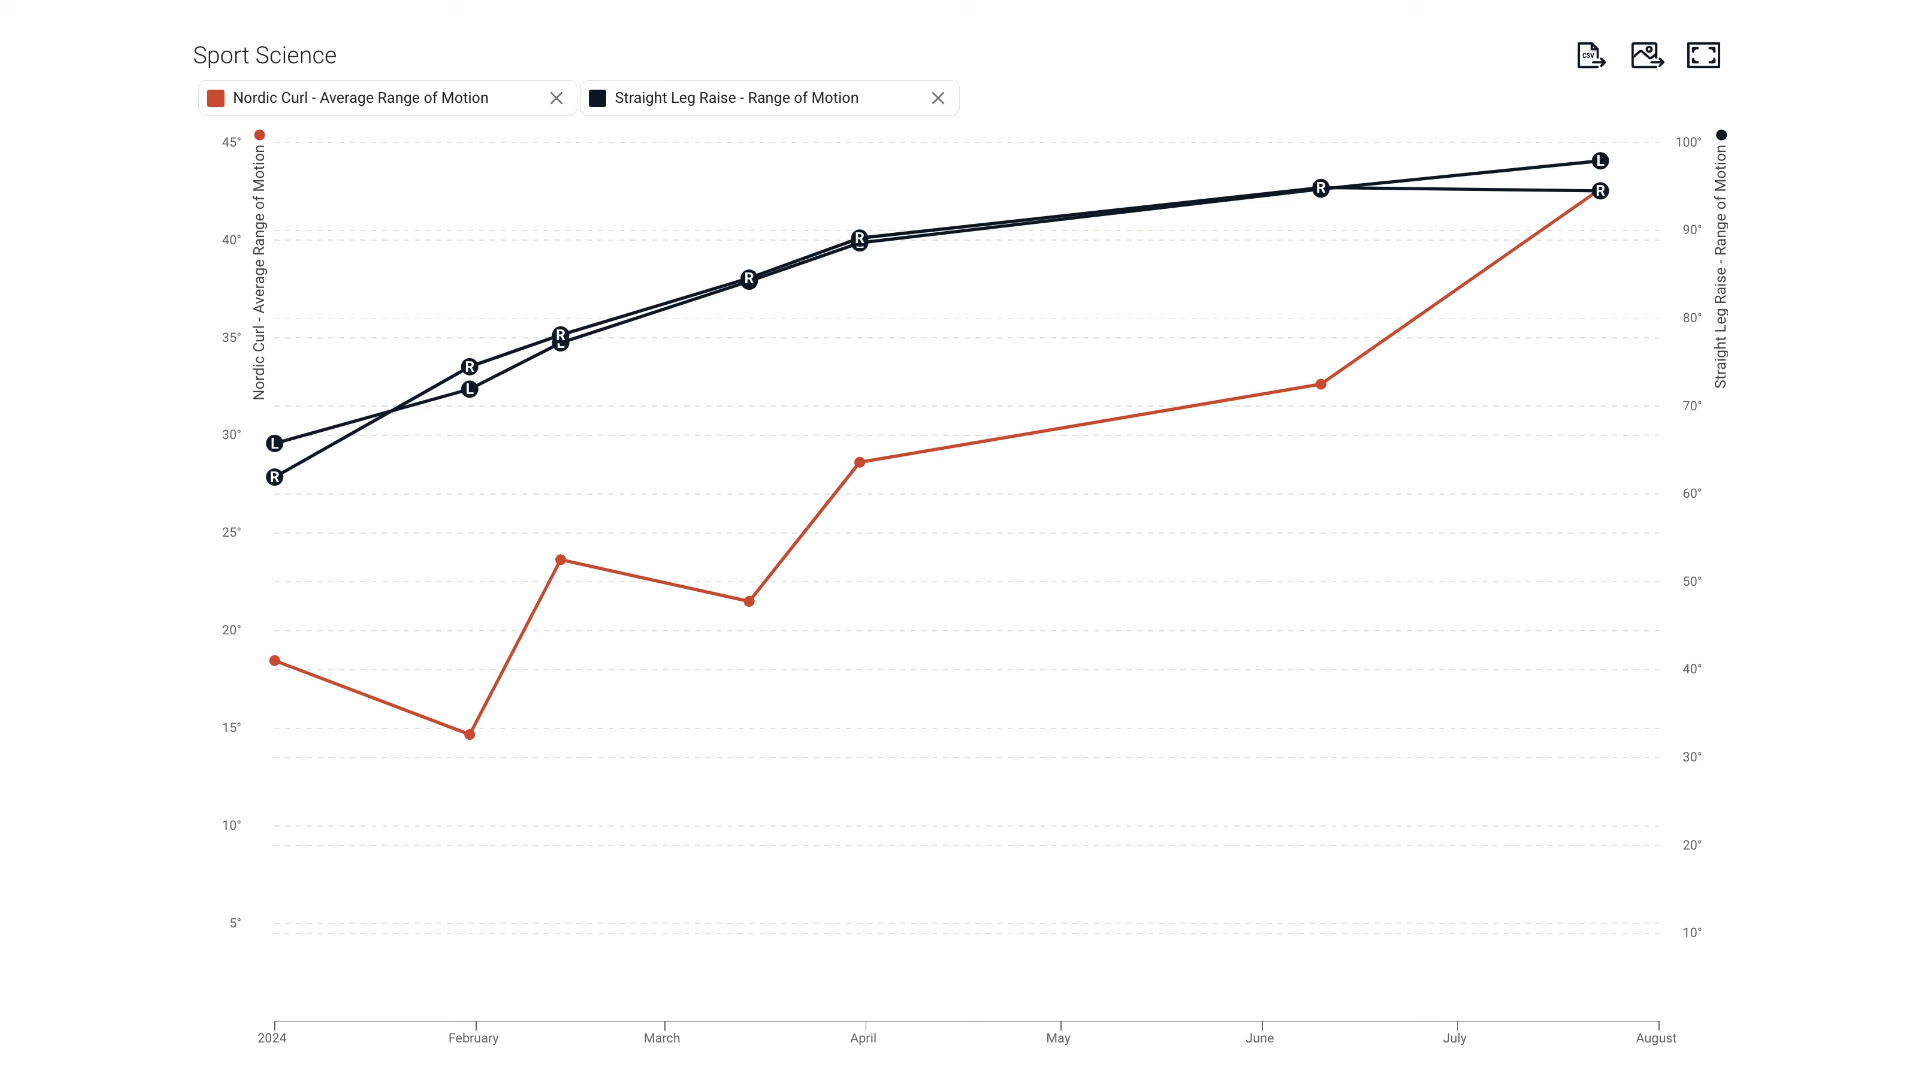 Sport Science
CSV
Nordic Curl - Average Range of Motion
Straight Leg Raise - Range of Motion
Nordic Curl - Average Range of Motion
45°
40°
35°
30°
25°
20°
15°
10°
5°
L
R
R
L
R
L
R
R
R
L
R
Straight Leg Raise - Range of Motion
100°
90°
80°
70°
60°
50°
40°
30°
20°
10°
2024 February March April May June July August